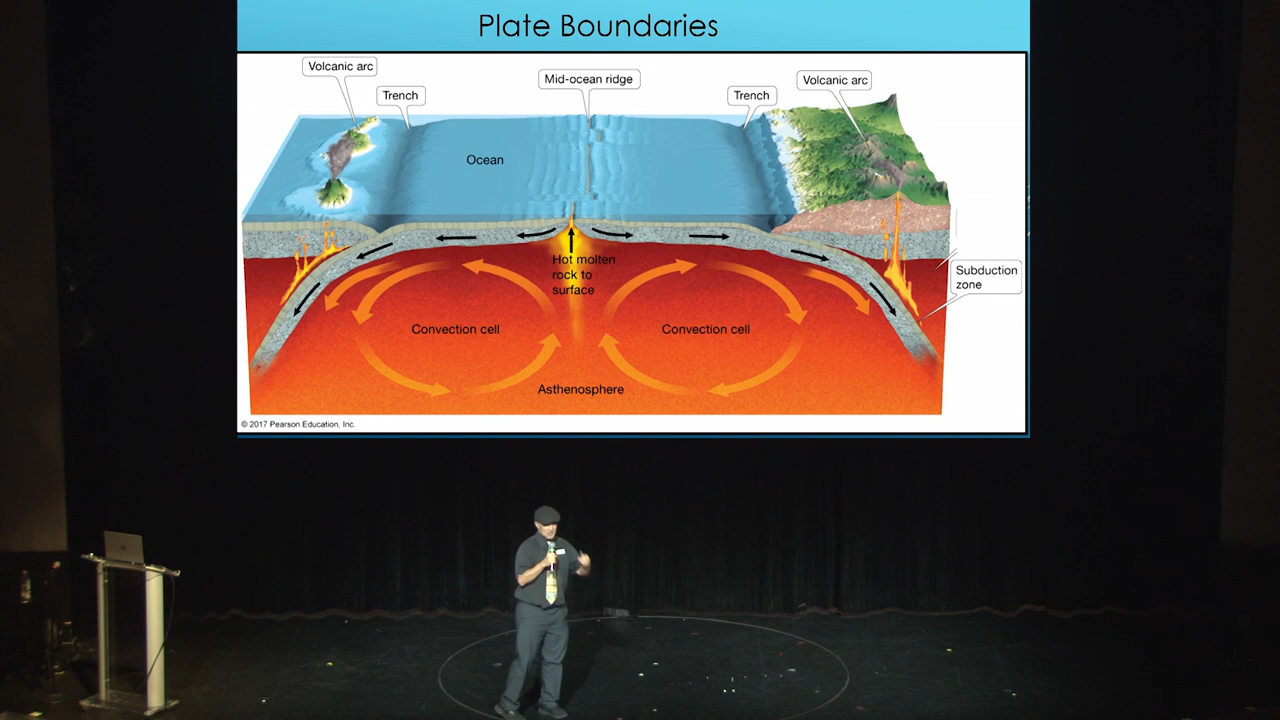 Plate Boundaries
Volcanic arc
Trench
Mid-ocean ridge
Trench
Volcanic arc
Ocean
Hot molten
rock to
surface
Subduction
zone
Convection cell
Convection cell
Asthenosphere
© 2017 Pearson Education, Inc.